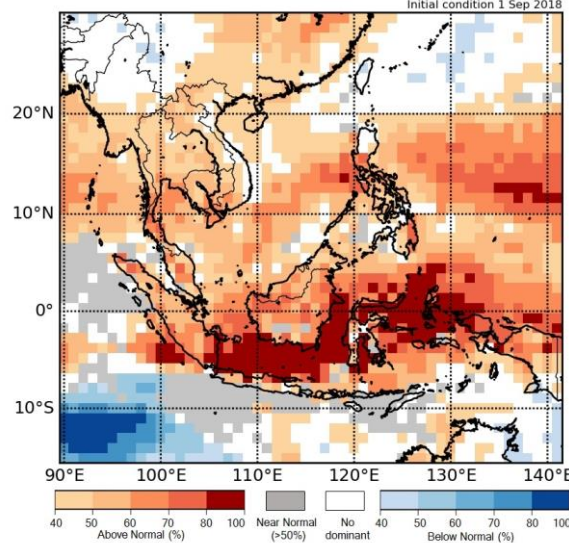 Initial condition 1 Sep 2018
20°N
10°N
0°
10°S
90°E 100°E 110°E 120°E 130°E 140°E
40 50 60 70 80 100 40 50 60 70 80 100
Above Normal (%) Near Normal (>50%) No dominant Below Normal (%)